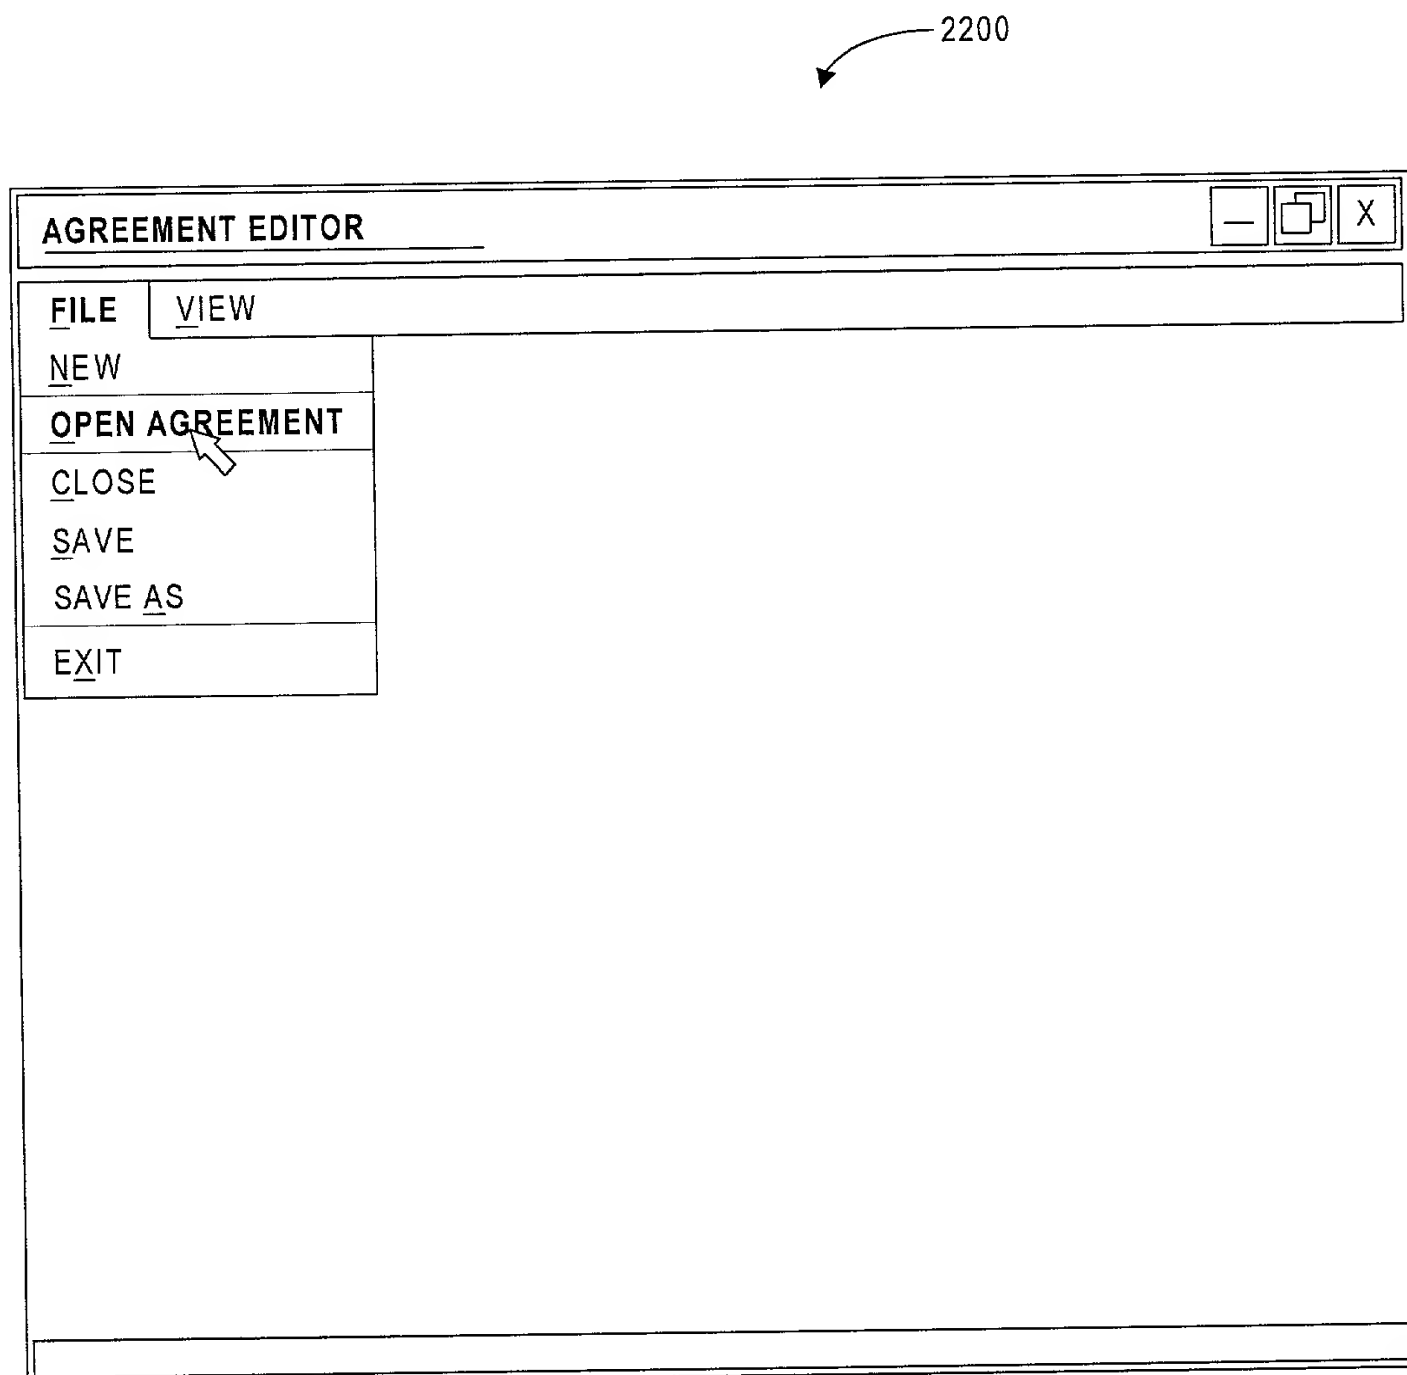 2200
AGREEMENT EDITOR
X
FILE VIEW
NEW
OPEN AGREEMENT
CLOSE
SAVE
SAVE AS
EXIT